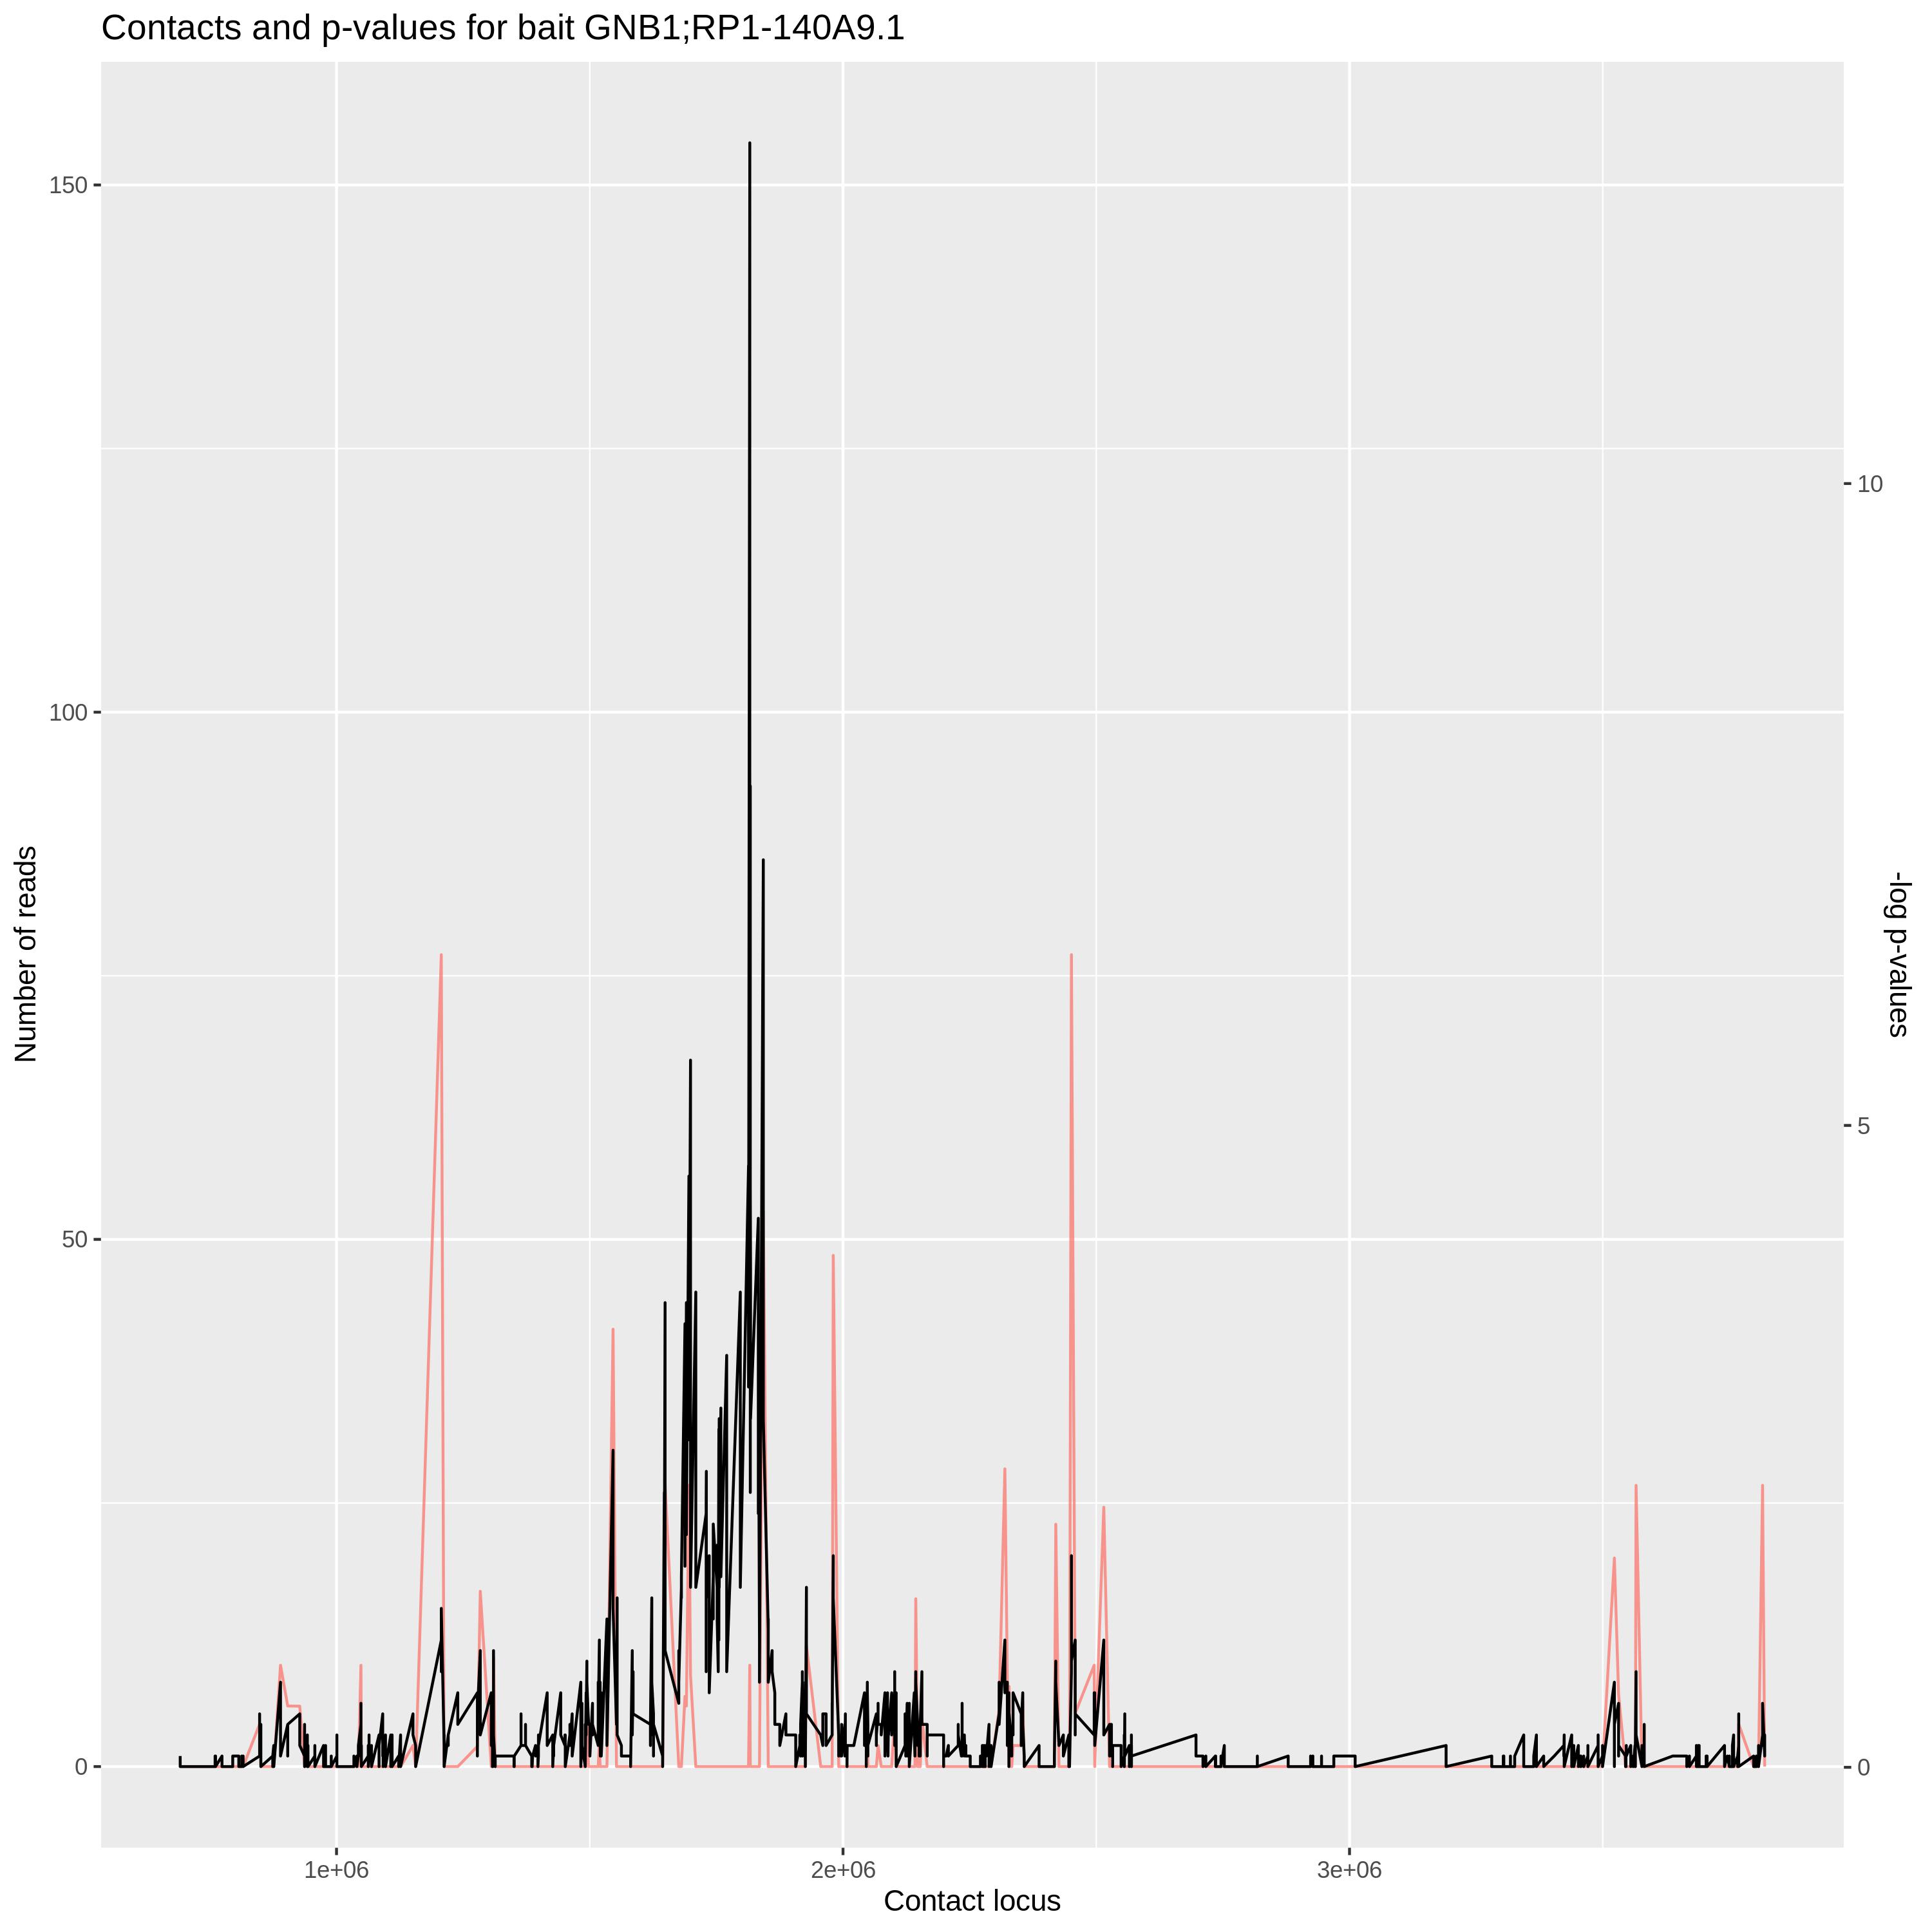 Contacts and p-values for bait GNB1;RP1-140A9.1
150
100
50
0
Number of reads
10
5
0
-log p-values
1e+06
2e+06
3e+06
Contact locus